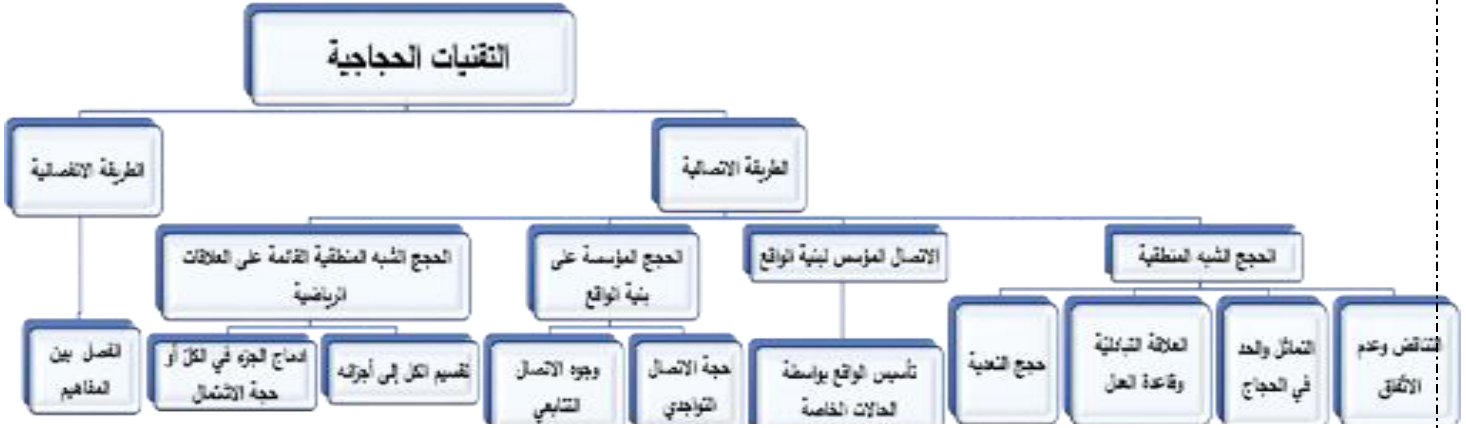 التقنيات الحجاجية
الطريقة الاتصالية
الطريقة الانفصالية
الحجج الشبه المنطقية
الاتصال المؤسس لبنية الواقع
الحجج المؤسسة على
بنية الواقع
الحجج الشبه المنطقية القائمة على العلاقات
الرياضية
التناقض وعدم
الاتّفاق
التماثل والحد
في الحجاج
العلاقة التبادليّة
وقاعدة العدل
حجج التعدية
تأسيس الواقع بواسطة
الحالات الخاصة
حجة الاتصال
التواجدي
وجوه الاتصال
التتابعي
تقسيم الكل إلى أجزائه
ادماج الجزء في الكلّ أو
حجة الاشتمال
الفصل بين
المفاهيم